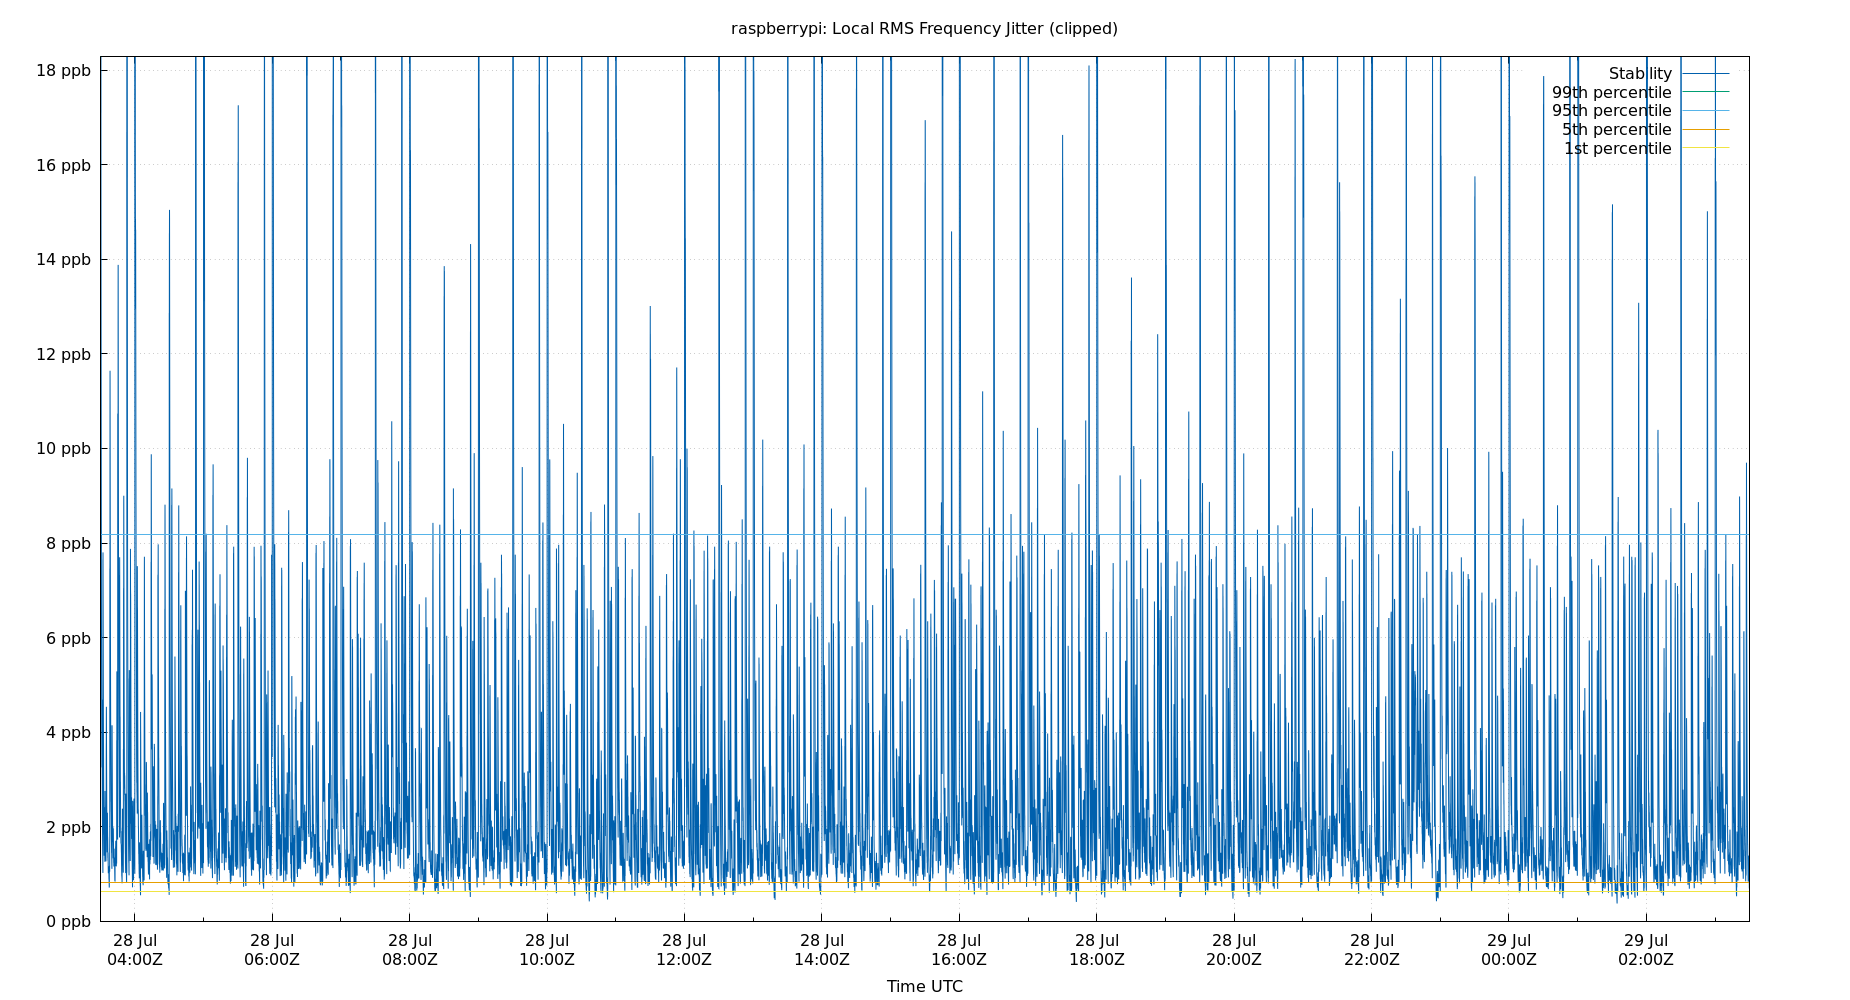 raspberrypi: Local RMS Frequency Jitter (clipped)
18 ppb
16 ppb
14 ppb
12 ppb
10 ppb
8 ppb
6 ppb
4 ppb
2 ppb
0 ppb
Stability
99th percentile
95th percentile
5th percentile
1st percentile
28 Jul 28 Jul 28 Jul 28 Jul 28 Jul 28 Jul 28 Jul 28 Jul 28 Jul 28 Jul 29 Jul 29 Jul
04:00Z 06:00Z 08:00Z 10:00Z 12:00Z 14:00Z 16:00Z 18:00Z 20:00Z 22:00Z 00:00Z 02:00Z
Time UTC